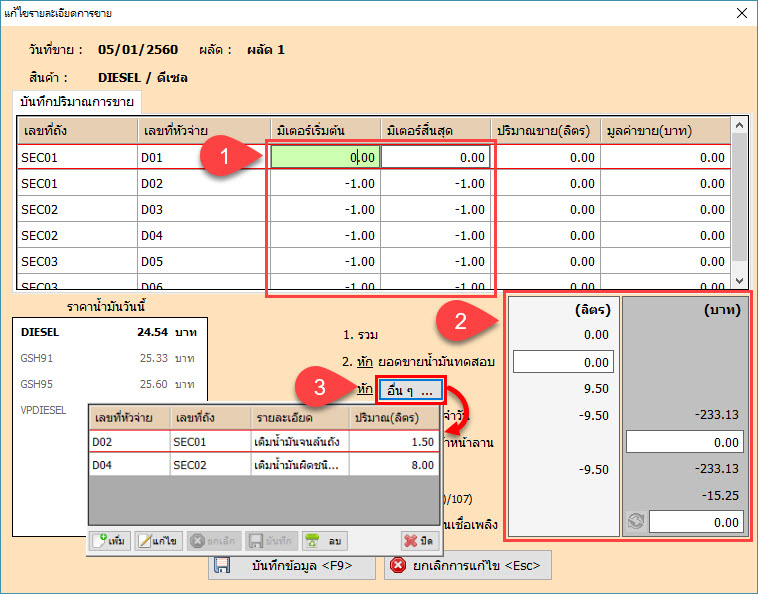 แก้ไขรายละเอียดการขาย
วันที่ขาย : 05/01/2560 ผลัด : ผลัด 1
สินค้า : DIESEL / ดีเซล
บันทึกปริมาณการขาย
เลขที่ถัง เลขที่หัวจ่าย มิเตอร์เริ่มต้น มิเตอร์สิ้นสุด ปริมาณขาย(ลิตร) มูลค่าขาย(บาท)
SEC01 D01 0.00 0.00 0.00 0.00
1
SEC01 D02 -1.00 -1.00 0.00 0.00
SEC02 D03 -1.00 -1.00 0.00 0.00
SEC02 D04 -1.00 -1.00 0.00 0.00
SEC03 D05 -1.00 -1.00 0.00 0.00
SEC03 D06 -1.00 -1.00 0.00 0.00
ราคาน้ำมันวันนี้
DIESEL 24.54 บาท
GSH91 25.33 บาท
GSH95 25.60 บาท
VPDIESEL
2
(ลิตร) (บาท)
1. รวม 0.00
2. หัก ยอดขายน้ำมันทดสอบ 0.00
3
หัก อื่น ๆ ... 9.50
จำวัน -9.50 -233.13
าหน้าลาน 0.00
-9.50 -233.13
)/107) -15.25
นเชื่อเพลิง 0.00
เลขที่หัวจ่าย เลขที่ถัง รายละเอียด ปริมาณ(ลิตร)
D02 SEC01 เติมน้ำมันจนล้นถัง 1.50
D04 SEC02 เติมน้ำมันผิดชนิ... 8.00
เพิ่ม แก้ไข ยกเลิก บันทึก ลบ ปิด
บันทึกข้อมูล <F9> ยกเลิกการแก้ไข <Esc>